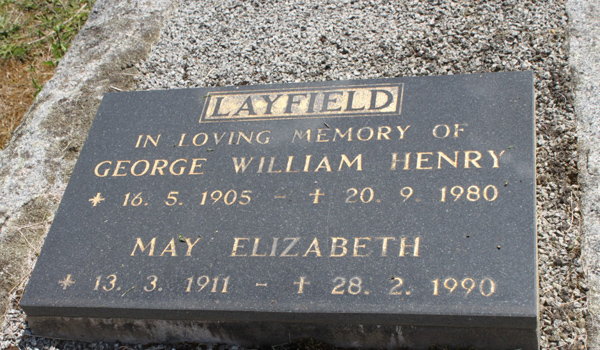 LAYFIELD
IN LOVING MEMORY OF
GEORGE WILLIAM HENRY
* 16. 5. 1905 - † 20. 9. 1980
MAY ELIZABETH
* 13. 3. 1911 - † 28. 2. 1990